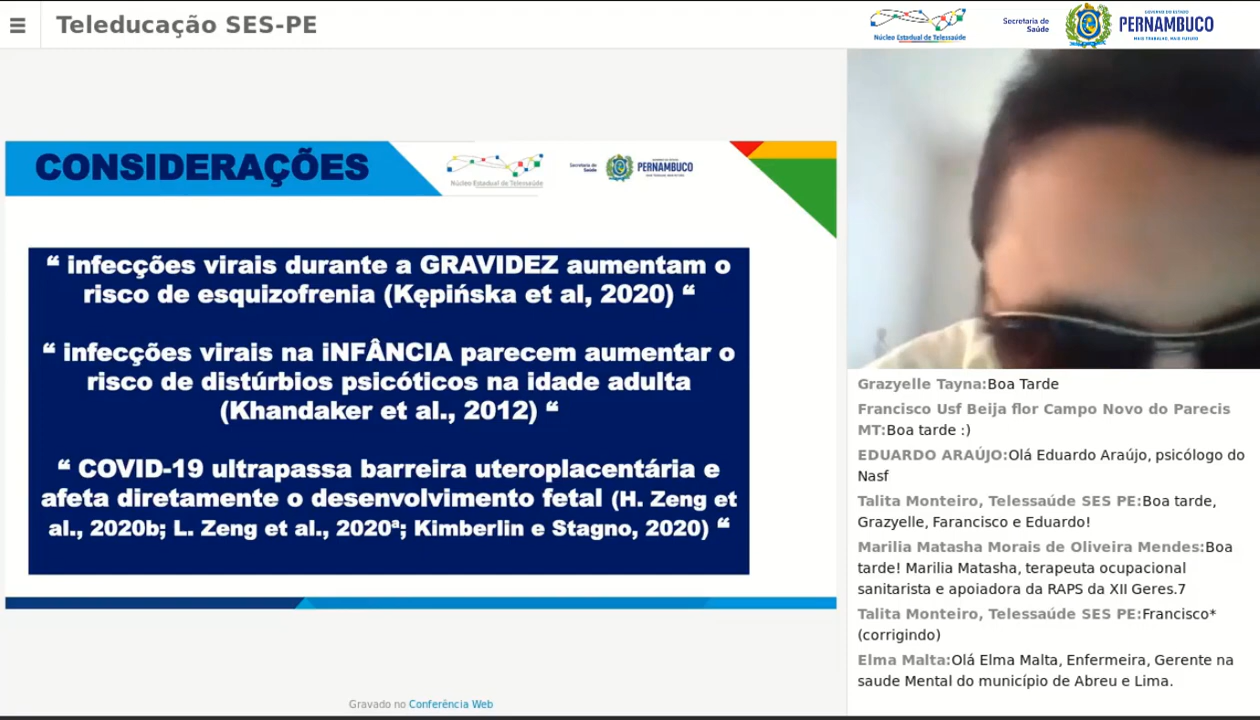 ☰ Teleducação SES-PE
Núcleo Estadual de Telessaúde
Secretaria de
Saúde
GOVERNO DO ESTADO
PERNAMBUCO
MAIS TRABALHO, MAIS FUTURO
CONSIDERAÇÕES
Núcleo Estadual de Telessaúde
Secretaria de
Saúde
PERNAMBUCO
❝ infecções virais durante a GRAVIDEZ aumentam o
risco de esquizofrenia (Kępińska et al, 2020) ❝
❝ infecções virais na iNFÂNCIA parecem aumentar o
risco de distúrbios psicóticos na idade adulta
(Khandaker et al., 2012) ❝
❝ COVID-19 ultrapassa barreira uteroplacentária e
afeta diretamente o desenvolvimento fetal (H. Zeng et
al., 2020b; L. Zeng et al., 2020ª; Kimberlin e Stagno, 2020) ❝
Gravado no Conferência Web
Grazyelle Tayna:Boa Tarde
Francisco Usf Beija flor Campo Novo do Parecis
MT:Boa tarde :)
EDUARDO ARAÚJO:Olá Eduardo Araújo, psicólogo do
Nasf
Talita Monteiro, Telessaúde SES PE:Boa tarde,
Grazyelle, Farancisco e Eduardo!
Marilia Matasha Morais de Oliveira Mendes:Boa
tarde! Marilia Matasha, terapeuta ocupacional
sanitarista e apoiadora da RAPS da XII Geres.7
Talita Monteiro, Telessaúde SES PE:Francisco*
(corrigindo)
Elma Malta:Olá Elma Malta, Enfermeira, Gerente na
saude Mental do município de Abreu e Lima.